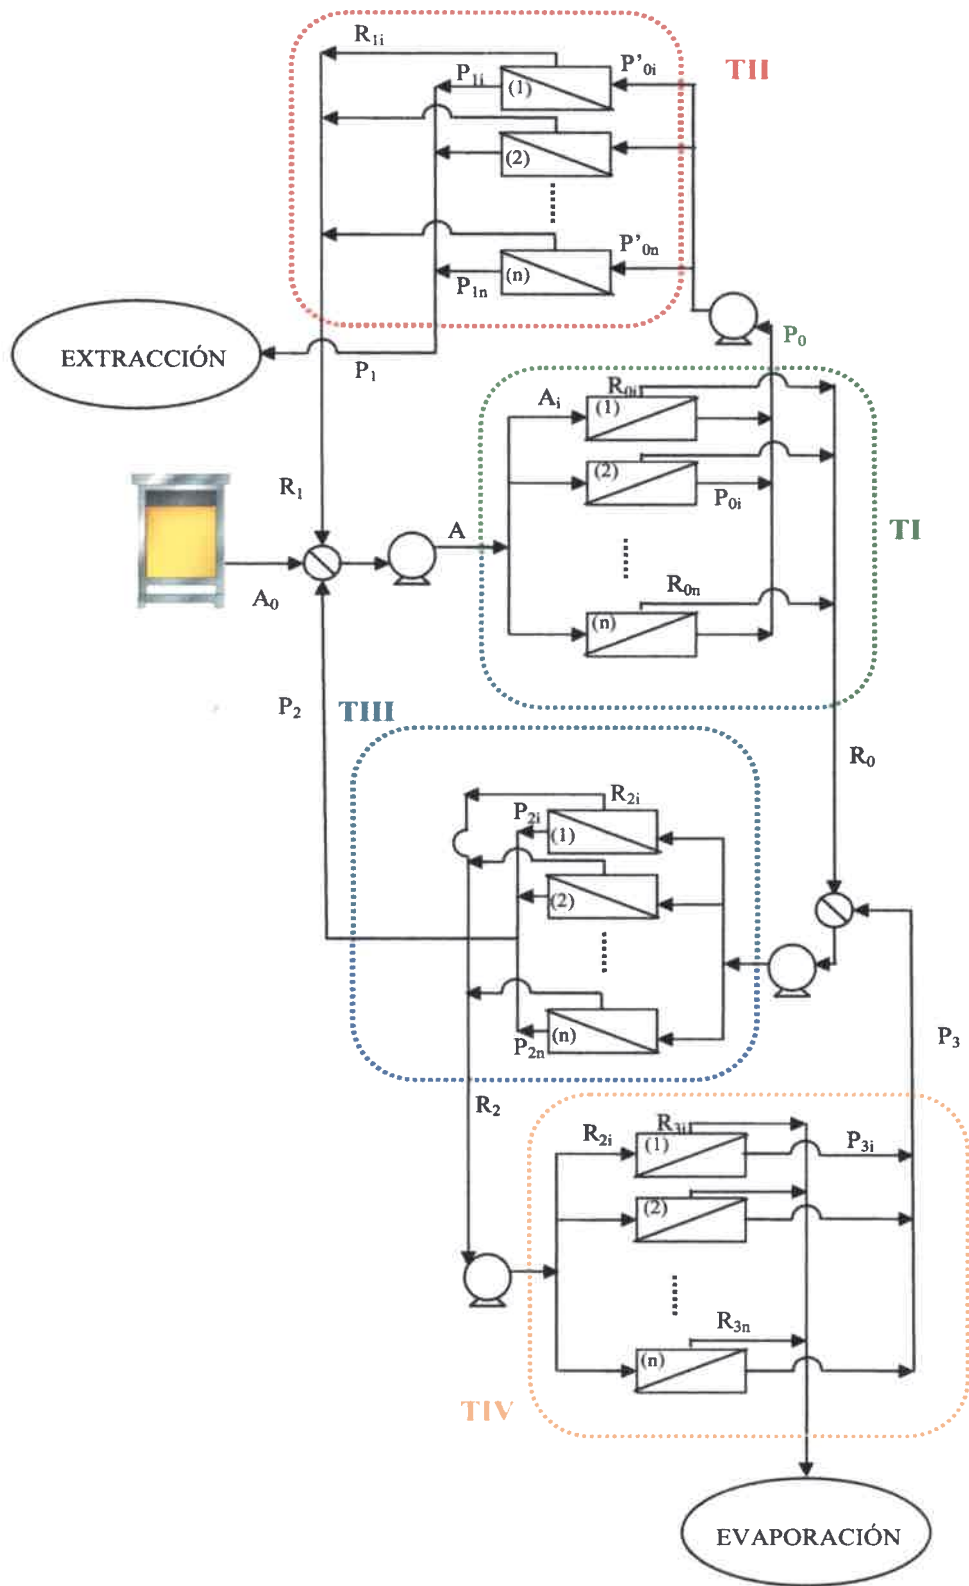 R1i
TII
P1i
P'0i
(1)
(2)
P'0n
P1n
(n)
P0
EXTRACCIÓN
P1
R0i
Ai
(1)
R1
(2)
P0i
A
TI
A0
R0n
(n)
P2
TIII
R0
R2i
P2i
(1)
(2)
(n)
P2n
P3
R2
R3i
R2i
P3i
(1)
(2)
R3n
(n)
TIV
EVAPORACIÓN